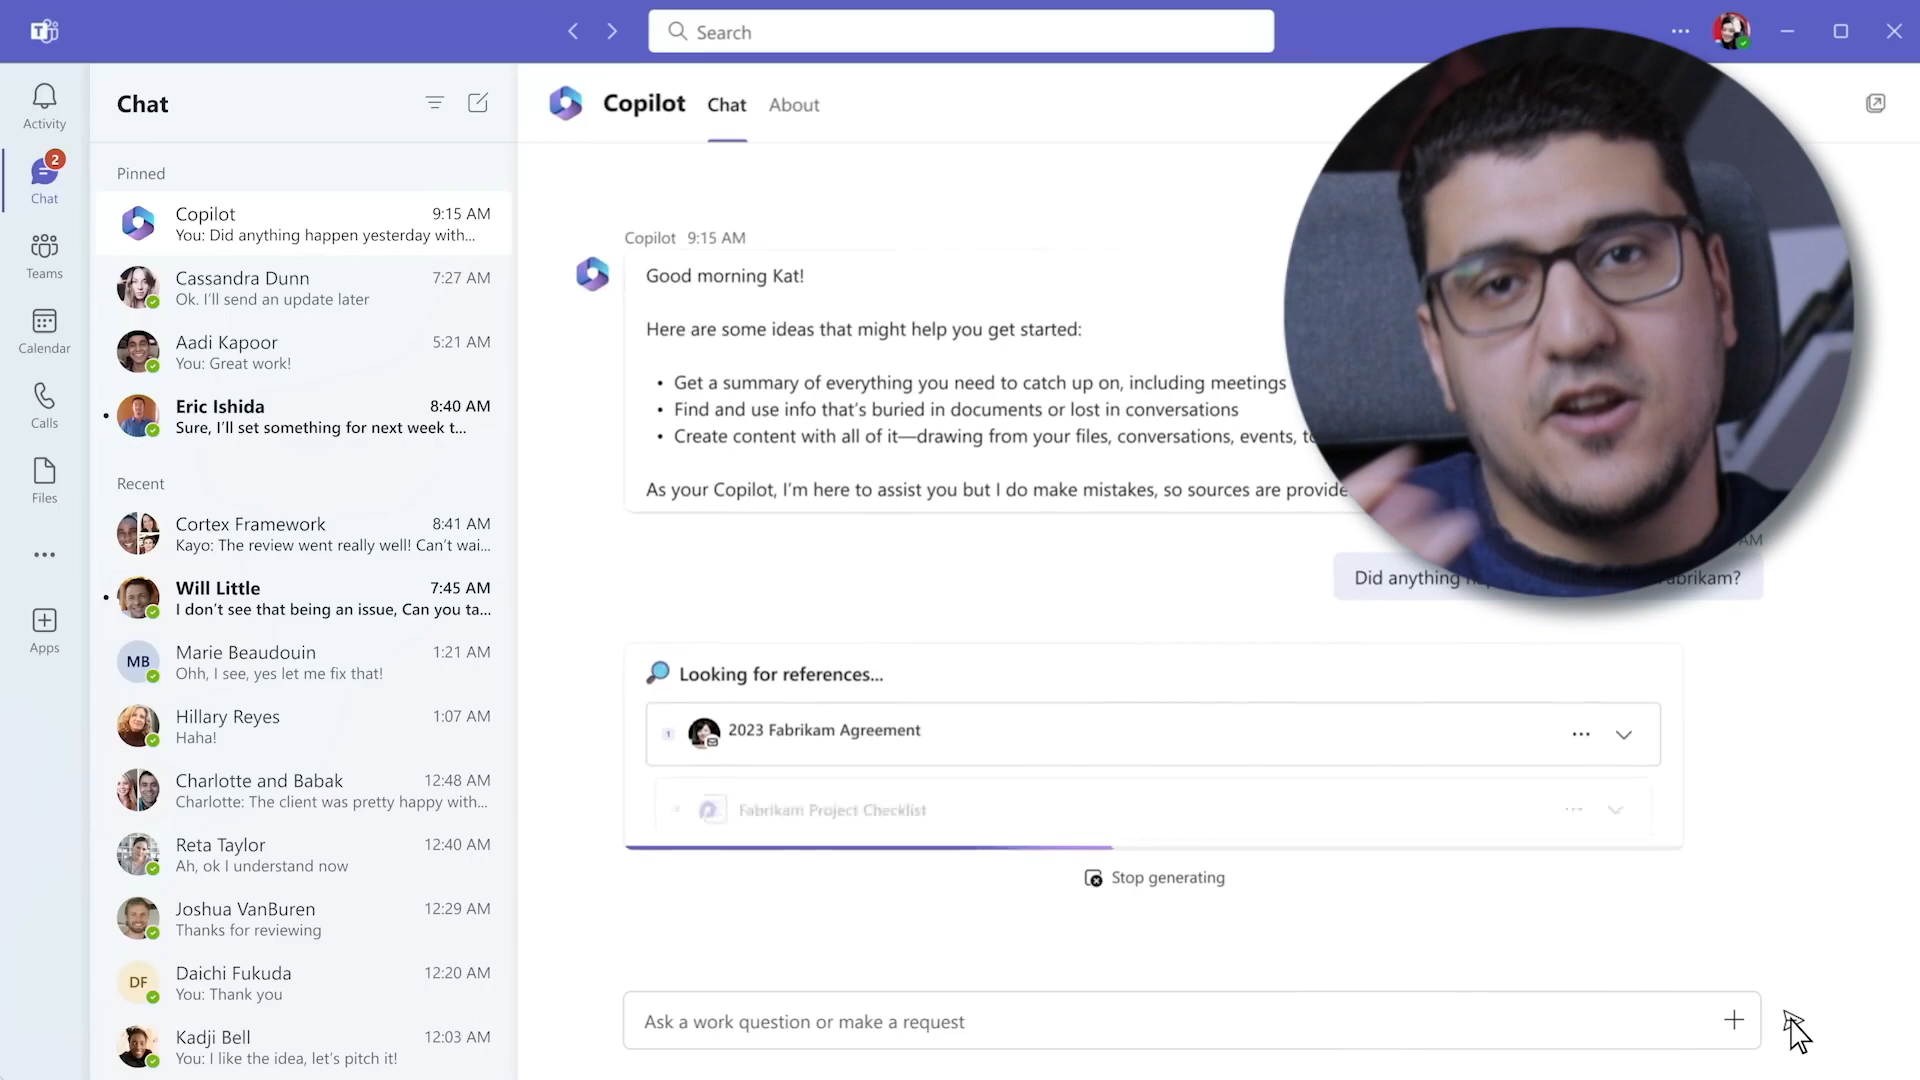 Search
Activity
2
Chat
Teams
Calendar
Calls
Files
Apps
Chat
Pinned
Copilot 9:15 AM
You: Did anything happen yesterday with...
Cassandra Dunn 7:27 AM
Ok. I'll send an update later
Aadi Kapoor 5:21 AM
You: Great work!
Eric Ishida 8:40 AM
Sure, I'll set something for next week t...
Recent
Cortex Framework 8:41 AM
Kayo: The review went really well! Can't wai...
Will Little 7:45 AM
I don't see that being an issue, Can you ta...
MB
Marie Beaudouin 1:21 AM
Ohh, I see, yes let me fix that!
Hillary Reyes 1:07 AM
Haha!
Charlotte and Babak 12:48 AM
Charlotte: The client was pretty happy with...
Reta Taylor 12:40 AM
Ah, ok I understand now
Joshua VanBuren 12:29 AM
Thanks for reviewing
DF
Daichi Fukuda 12:20 AM
You: Thank you
Kadji Bell 12:03 AM
You: I like the idea, let's pitch it!
Copilot Chat About
Copilot 9:15 AM
Good morning Kat!
Here are some ideas that might help you get started:
• Get a summary of everything you need to catch up on, including meetings
• Find and use info that's buried in documents or lost in conversations
• Create content with all of it—drawing from your files, conversations, events,
As your Copilot, I'm here to assist you but I do make mistakes, so sources are
AM
Did anything
Looking for references...
1 2023 Fabrikam Agreement
Fabrikam Project Checklist
Stop generating
Ask a work question or make a request